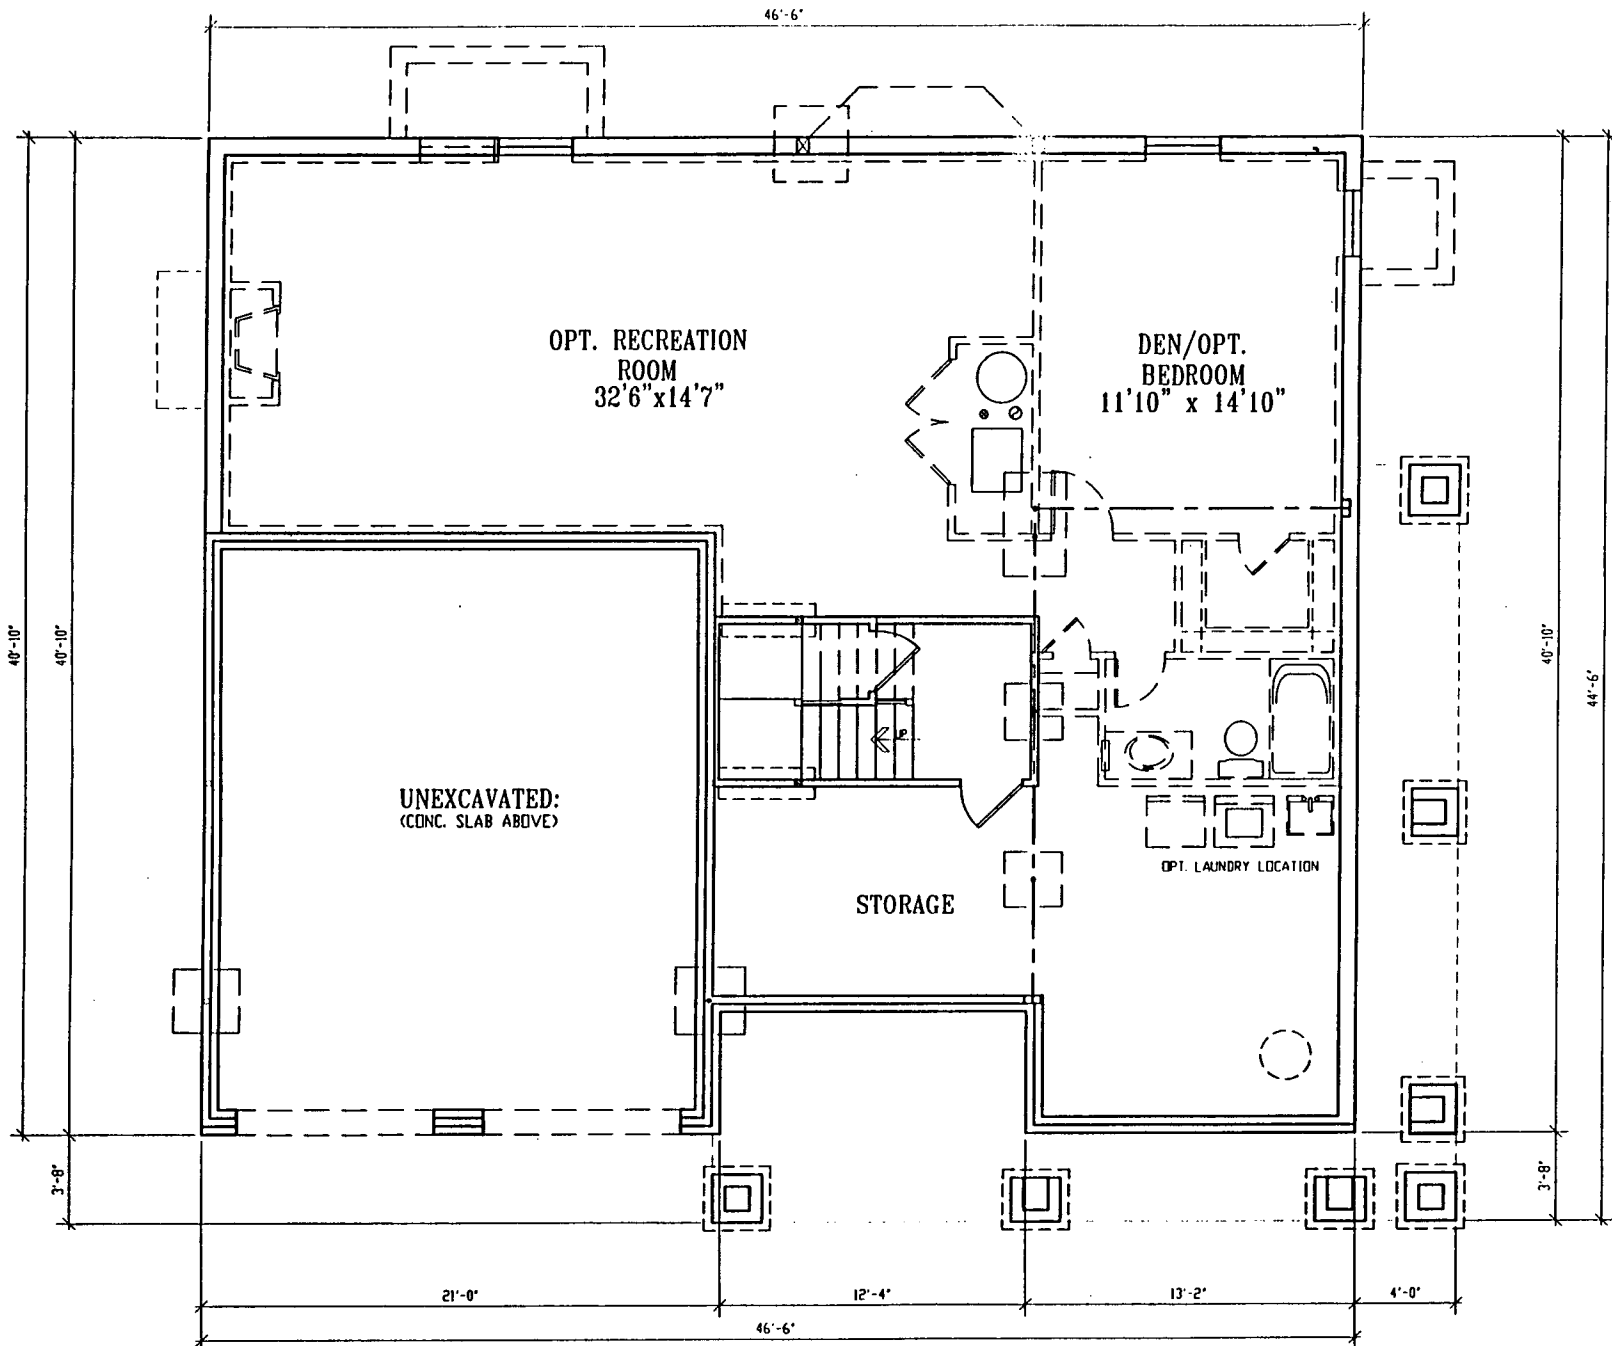 46'-6"
OPT. RECREATION
ROOM
32'6"x14'7"
DEN/OPT.
BEDROOM
11'10" x 14'10"
40'-10"
40'-10"
40'-10"
44'-6"
UP
UNEXCAVATED:
(CONC. SLAB ABOVE)
OPT. LAUNDRY LOCATION
STORAGE
3'-8"
3'-8"
21'-0"
12'-4"
13'-2"
4'-0"
46'-6"